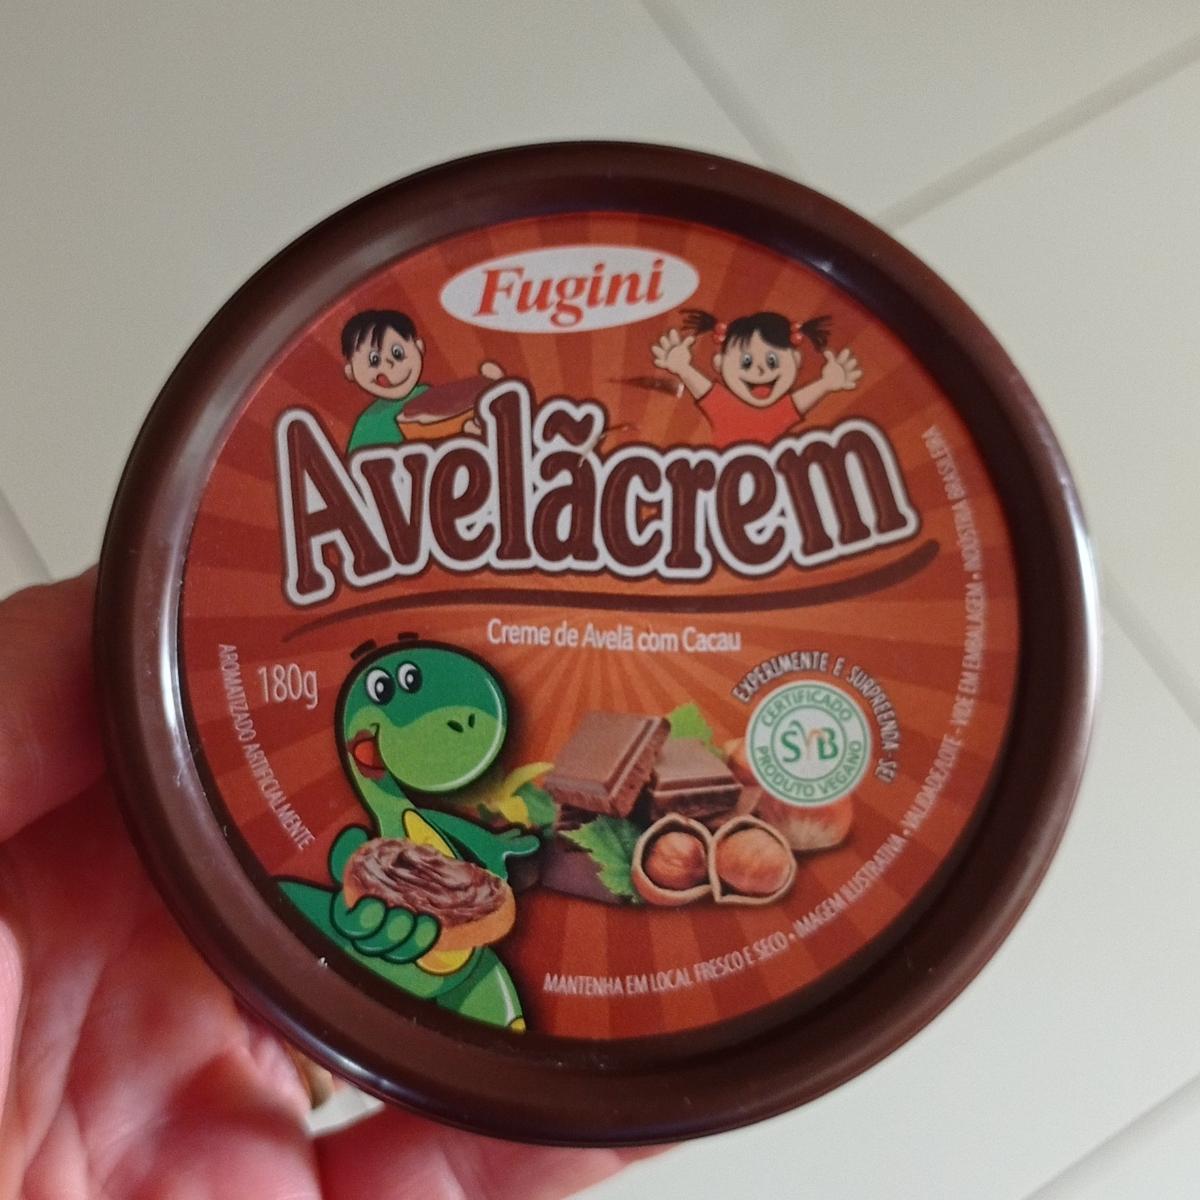 Fugini
Avelãcrem
Creme de Avelã com Cacau
180g
AROMATIZADO ARTIFICIALMENTE
EXPERIMENTE E SURPREENDA-SE!
CERTIFICADO
SVB
PRODUTO VEGANO
MANTENHA EM LOCAL FRESCO E SECO • IMAGEM ILUSTRATIVA • VALIDADE/LOTE - VIDE EM EMBALAGEM • INDÚSTRIA BRASILEIRA